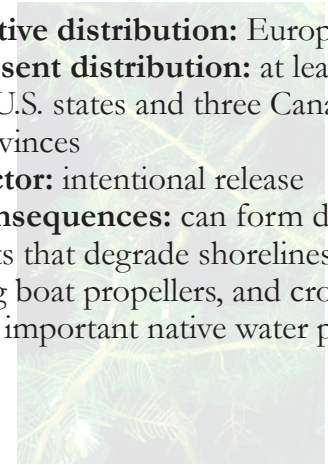 tive distribution: Europ
sent distribution: at lea
U.S. states and three Cana
vinces
ctor: intentional release
nsequences: can form d
ts that degrade shorelines
g boat propellers, and cro
important native water p